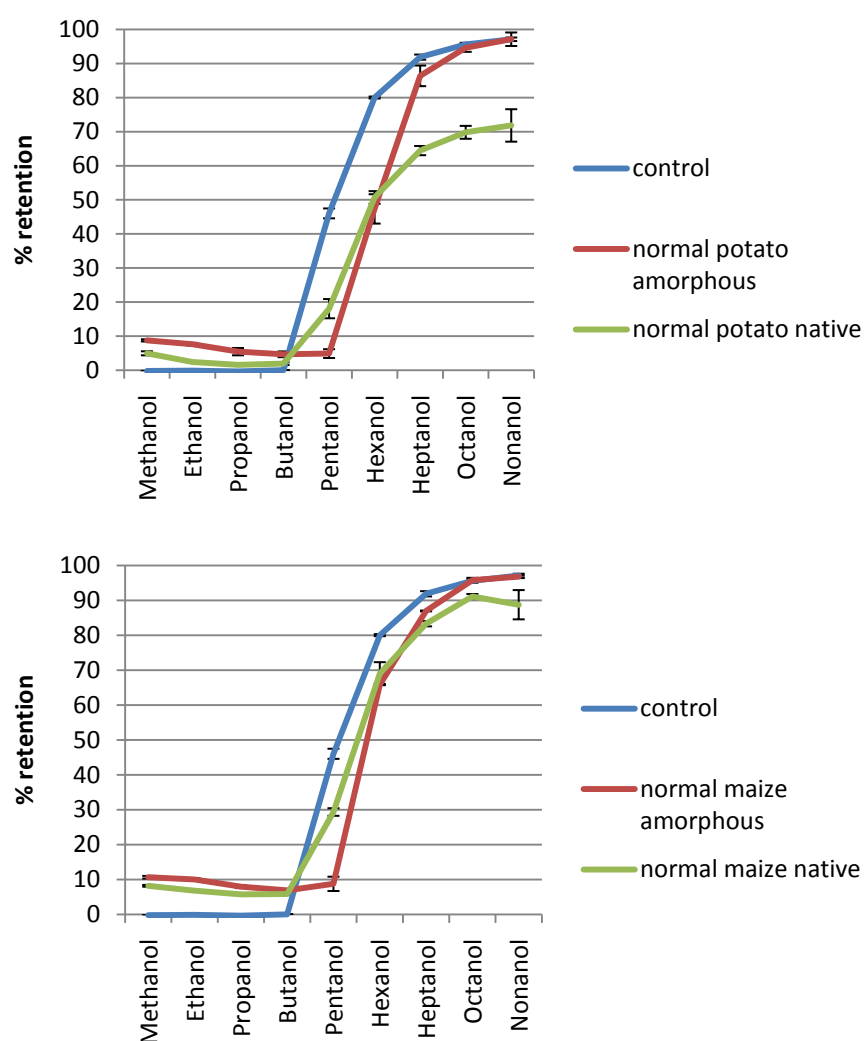 % retention
100
90
80
70
60
50
40
30
20
10
0
Methanol
Ethanol
Propanol
Butanol
Pentanol
Hexanol
Heptanol
Octanol
Nonanol
control
normal potato
amorphous
normal potato native
% retention
100
90
80
70
60
50
40
30
20
10
0
Methanol
Ethanol
Propanol
Butanol
Pentanol
Hexanol
Heptanol
Octanol
Nonanol
control
normal maize
amorphous
normal maize native